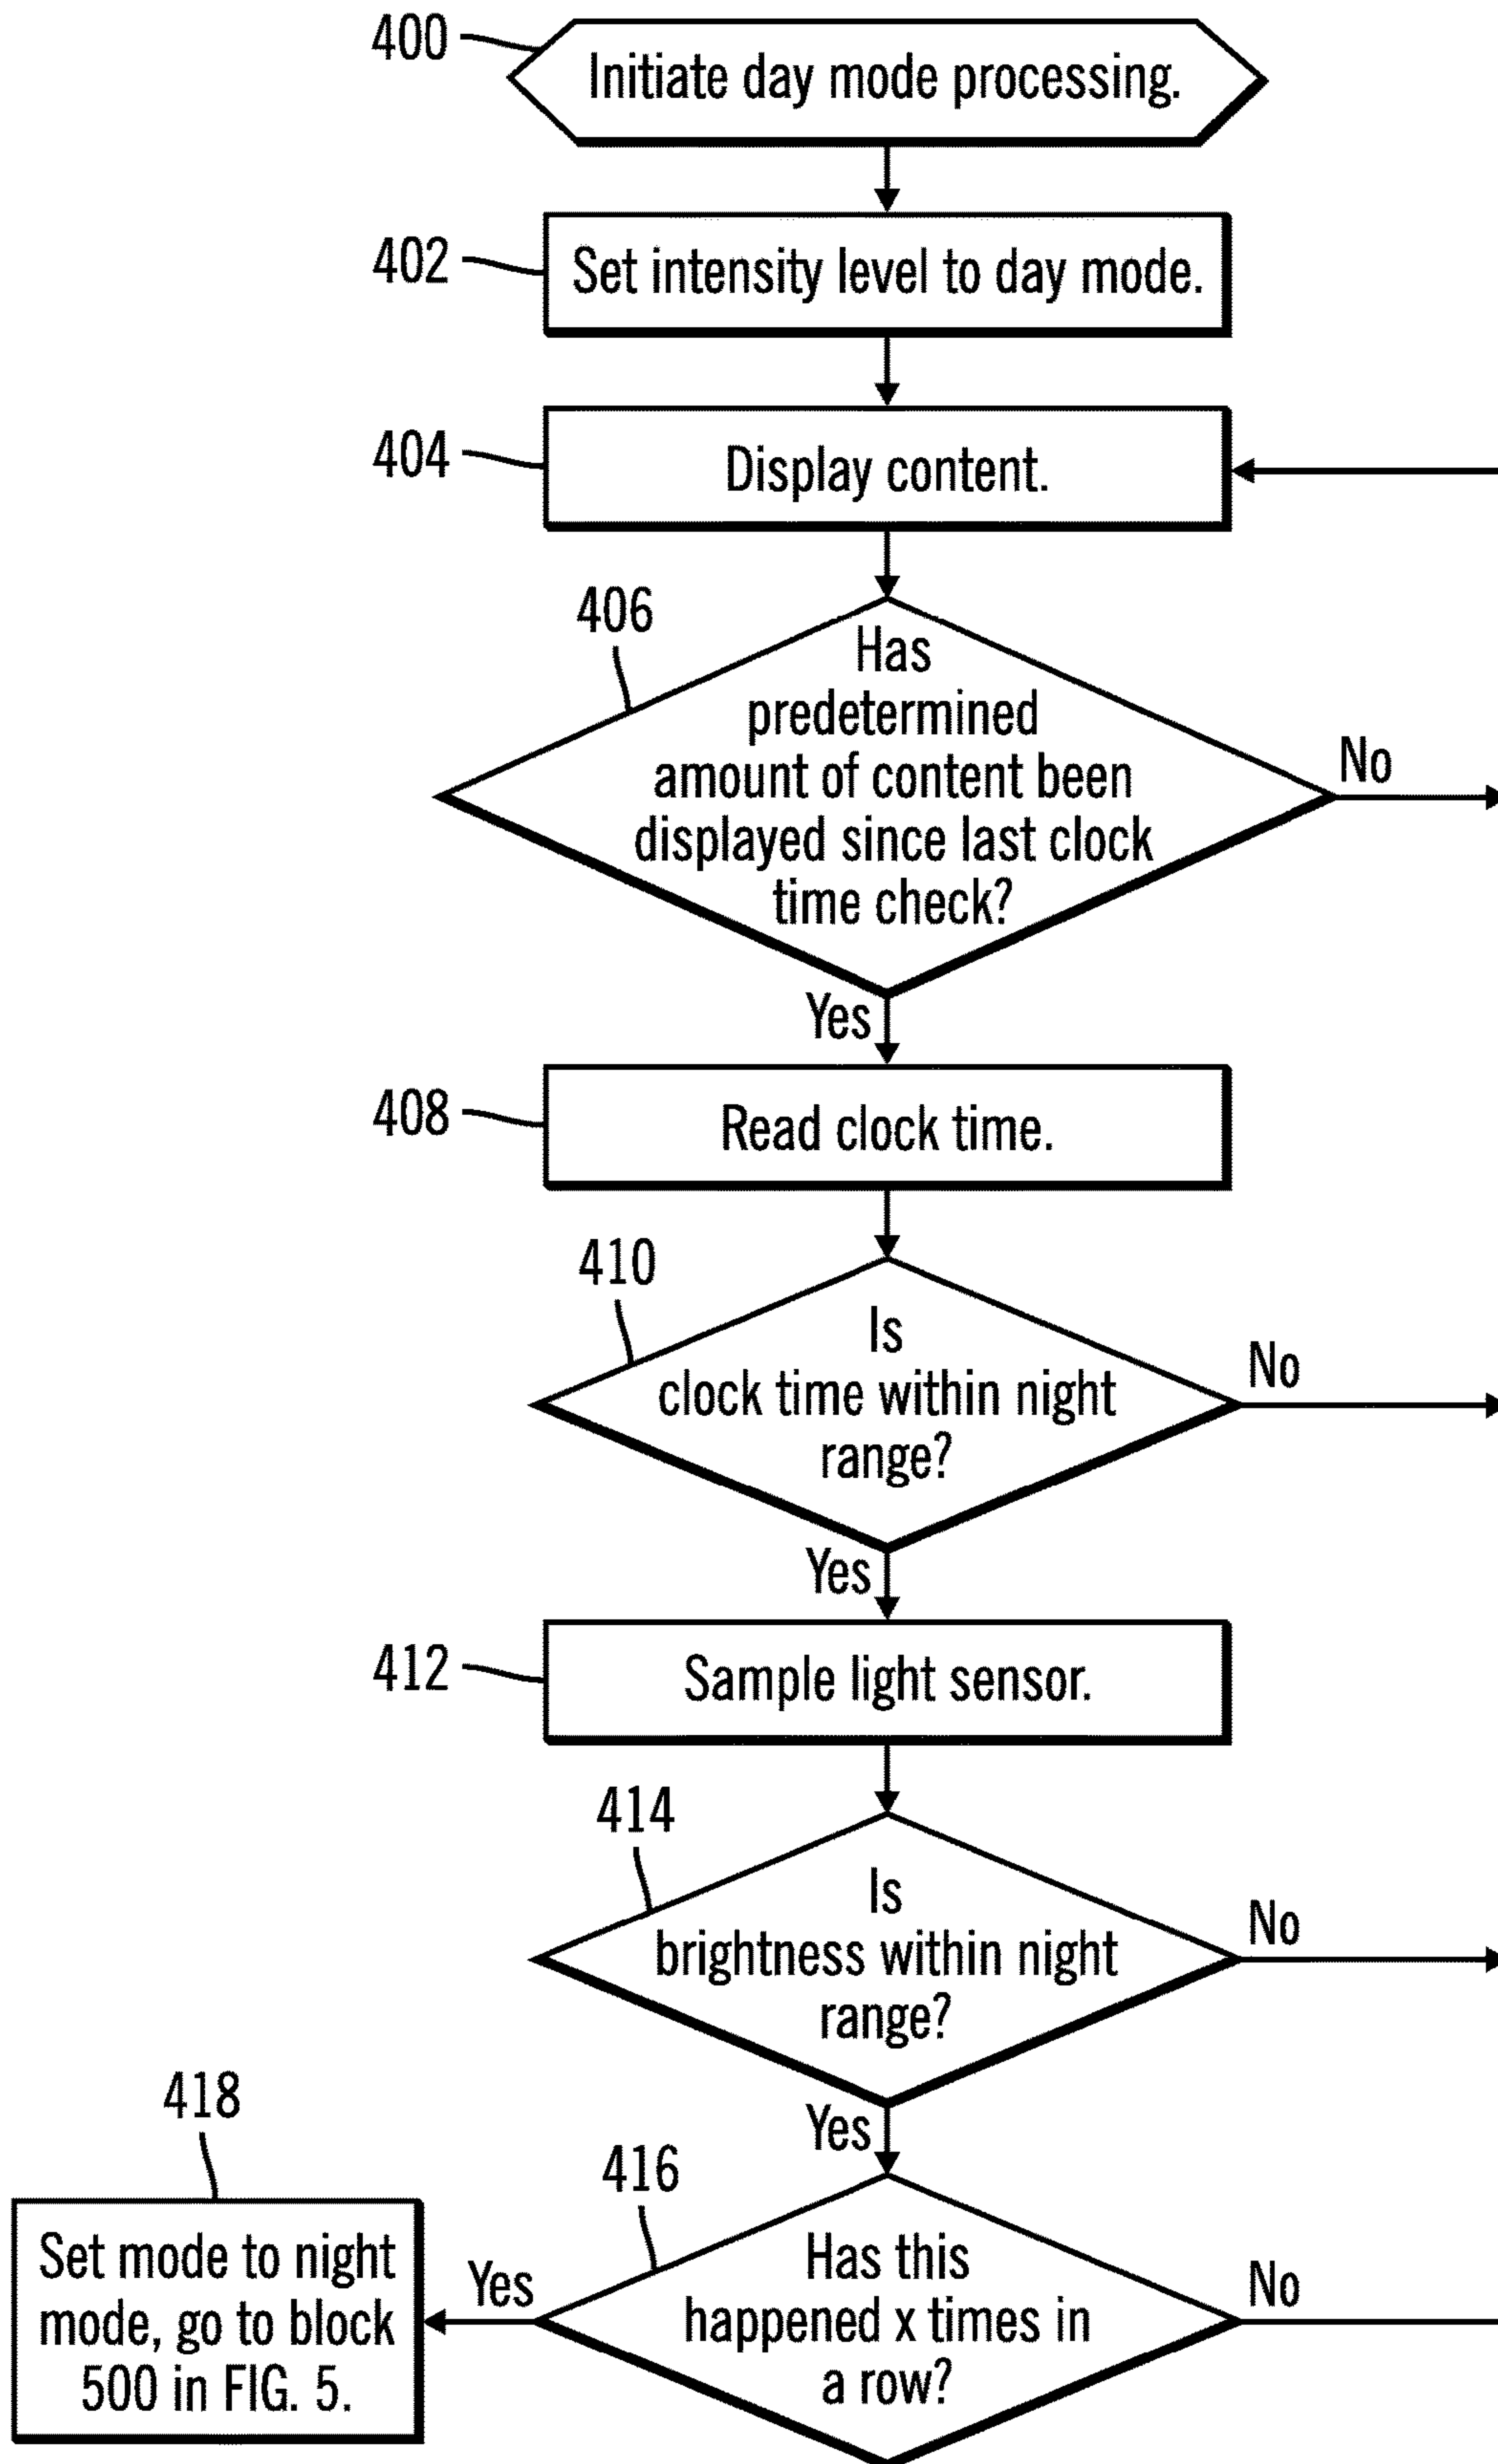 400
Initiate day mode processing.
402
Set intensity level to day mode.
404
Display content.
406
Has
predetermined
amount of content been
displayed since last clock
time check?
No
Yes
408
Read clock time.
410
Is
clock time within night
range?
No
Yes
412
Sample light sensor.
414
Is
brightness within night
range?
No
Yes
416
Has this
happened x times in
a row?
No
Yes
418
Set mode to night
mode, go to block
500 in FIG. 5.